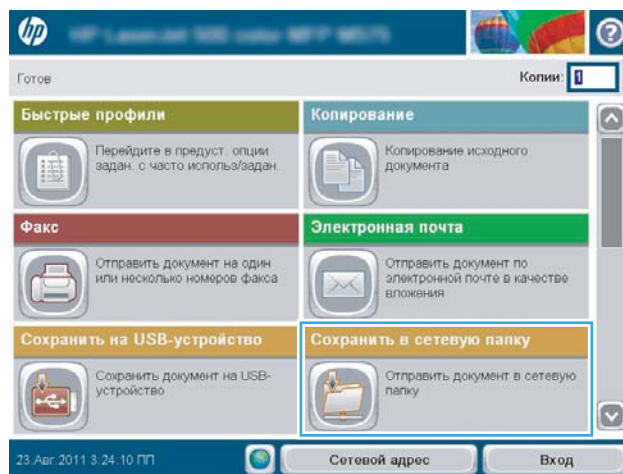 hp
Готов
Копии: 1
Быстрые профили
Перейдите в предуст. опции
задан. с часто использ/задан.
Копирование
Копирование исходного
документа
Факс
Отправить документ на один
или несколько номеров факса
Электронная почта
Отправить документ по
электронной почте в качестве
вложения
Сохранить на USB-устройство
Сохранить документ на USB-
устройство
Сохранить в сетевую папку
Отправить документ в сетевую
папку
23.Авг.2011 3:24:10 ПП
Сетевой адрес
Вход